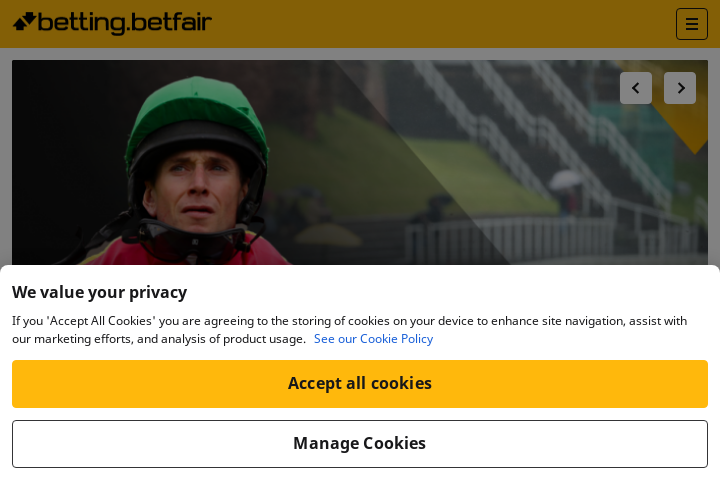 betting.betfair
We value your privacy
If you 'Accept All Cookies' you are agreeing to the storing of cookies on your device to enhance site navigation, assist with
our marketing efforts, and analysis of product usage. See our Cookie Policy
Accept all cookies
Manage Cookies